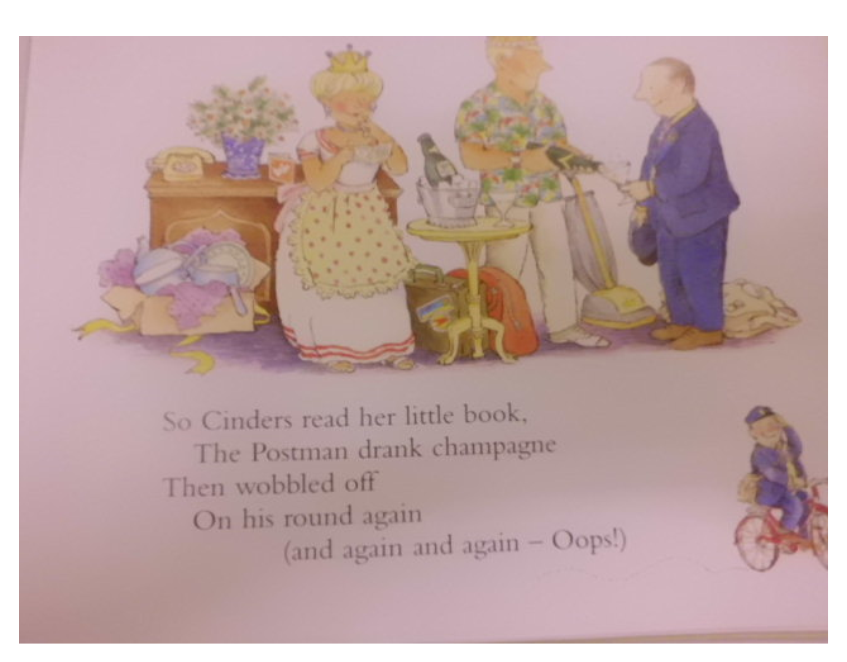 So Cinders read her little book,
The Postman drank champagne
Then wobbled off
On his round again
(and again and again – Oops!)